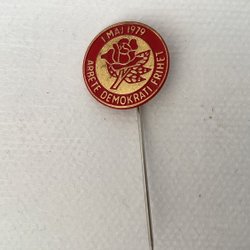 1 MAJ 1979
ARBETE DEMOKRATI FRIHET